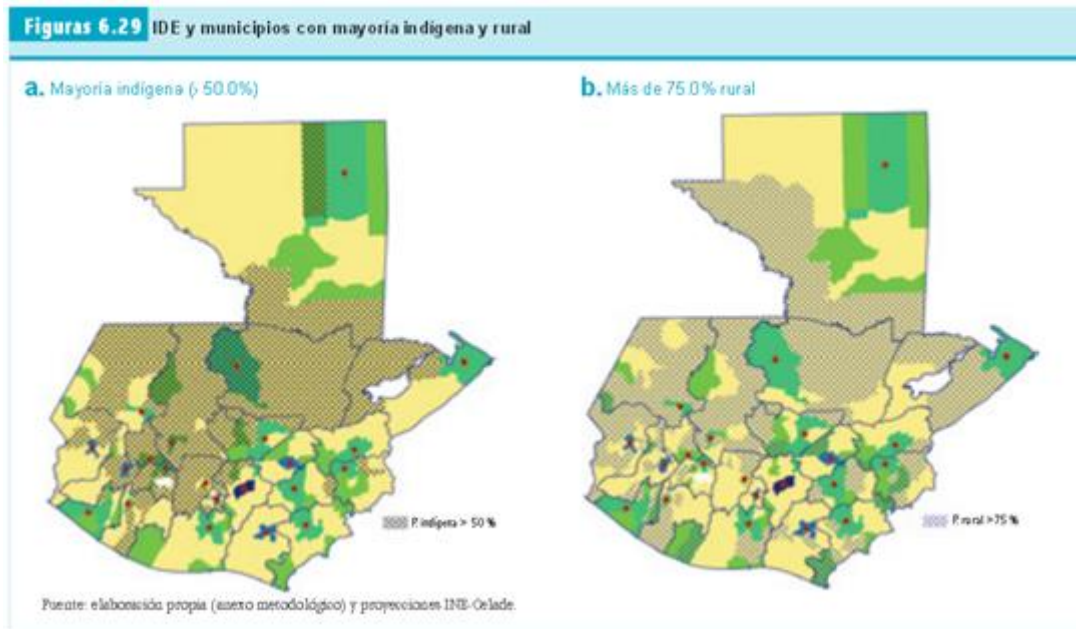 Figuras 6.29 IDE y municipios con mayoría indígena y rural
a. Mayoría indígena (› 50.0%)
b. Más de 75.0% rural
P. indígena > 50 %
P. rural >75 %
Fuente: elaboración propia (anexo metodológico) y proyecciones INE-Celade.